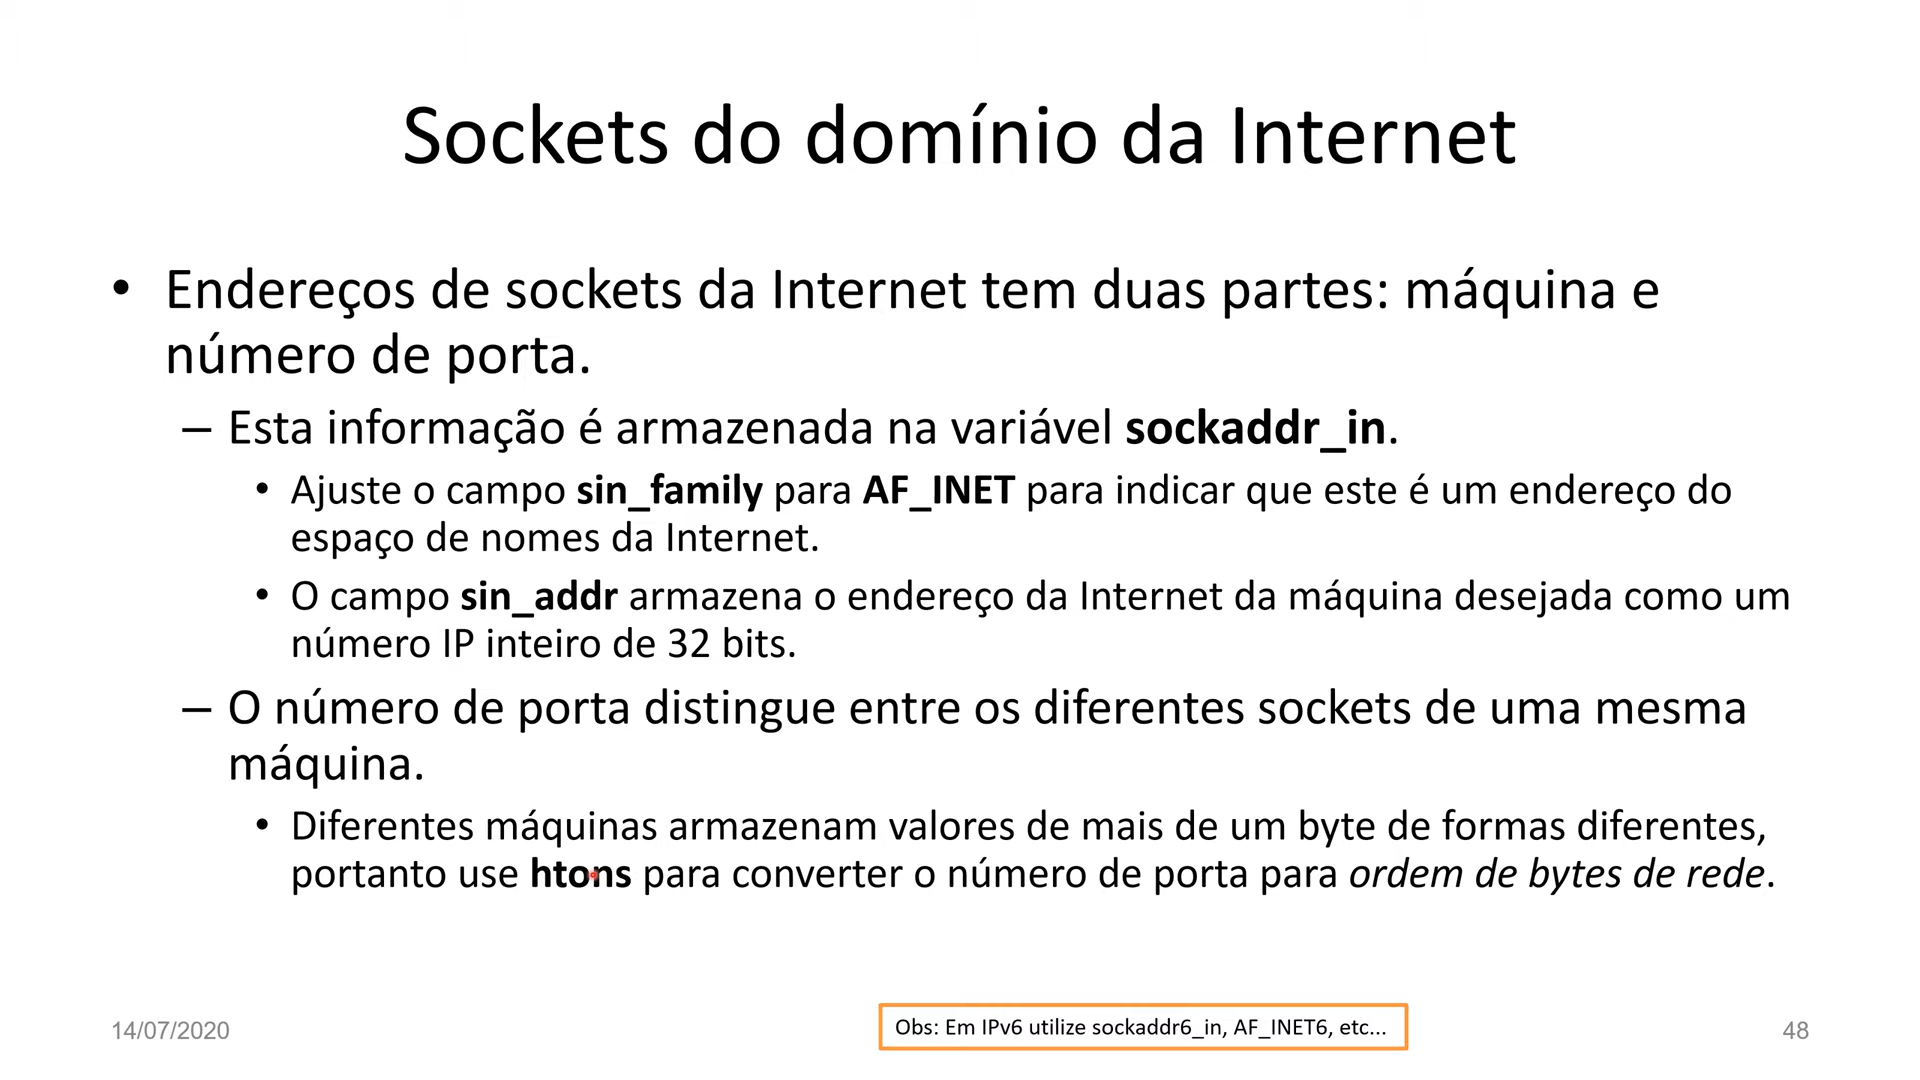 Sockets do domínio da Internet
• Endereços de sockets da Internet tem duas partes: máquina e
número de porta.
– Esta informação é armazenada na variável sockaddr_in.
• Ajuste o campo sin_family para AF_INET para indicar que este é um endereço do
espaço de nomes da Internet.
• O campo sin_addr armazena o endereço da Internet da máquina desejada como um
número IP inteiro de 32 bits.
– O número de porta distingue entre os diferentes sockets de uma mesma
máquina.
• Diferentes máquinas armazenam valores de mais de um byte de formas diferentes,
portanto use htons para converter o número de porta para ordem de bytes de rede.
14/07/2020
Obs: Em IPv6 utilize sockaddr6_in, AF_INET6, etc...
48